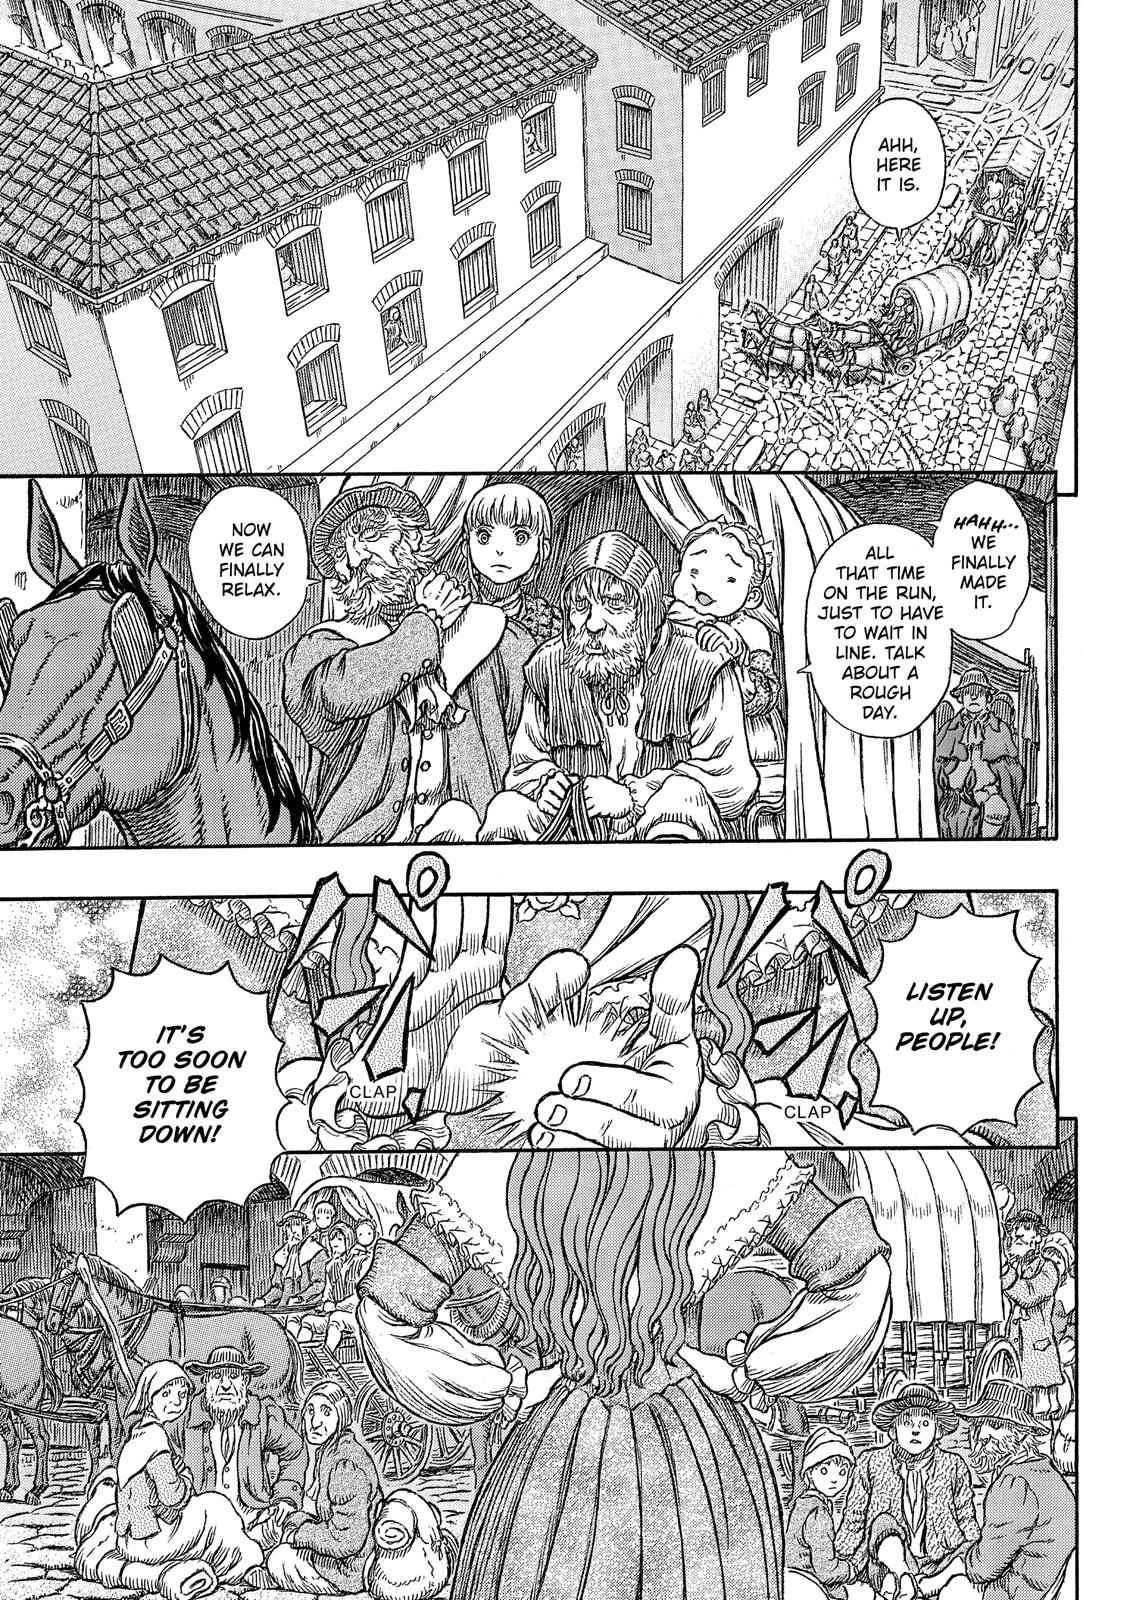 AHH,
HERE
IT IS.
HAHH...
WE
FINALLY
MADE
IT.
ALL
THAT TIME
ON THE RUN,
JUST TO HAVE
TO WAIT IN
LINE. TALK
ABOUT A
ROUGH
DAY.
NOW
WE CAN
FINALLY
RELAX.
LISTEN
UP,
PEOPLE!
CLAP
CLAP
IT'S
TOO SOON
TO BE
SITTING
DOWN!